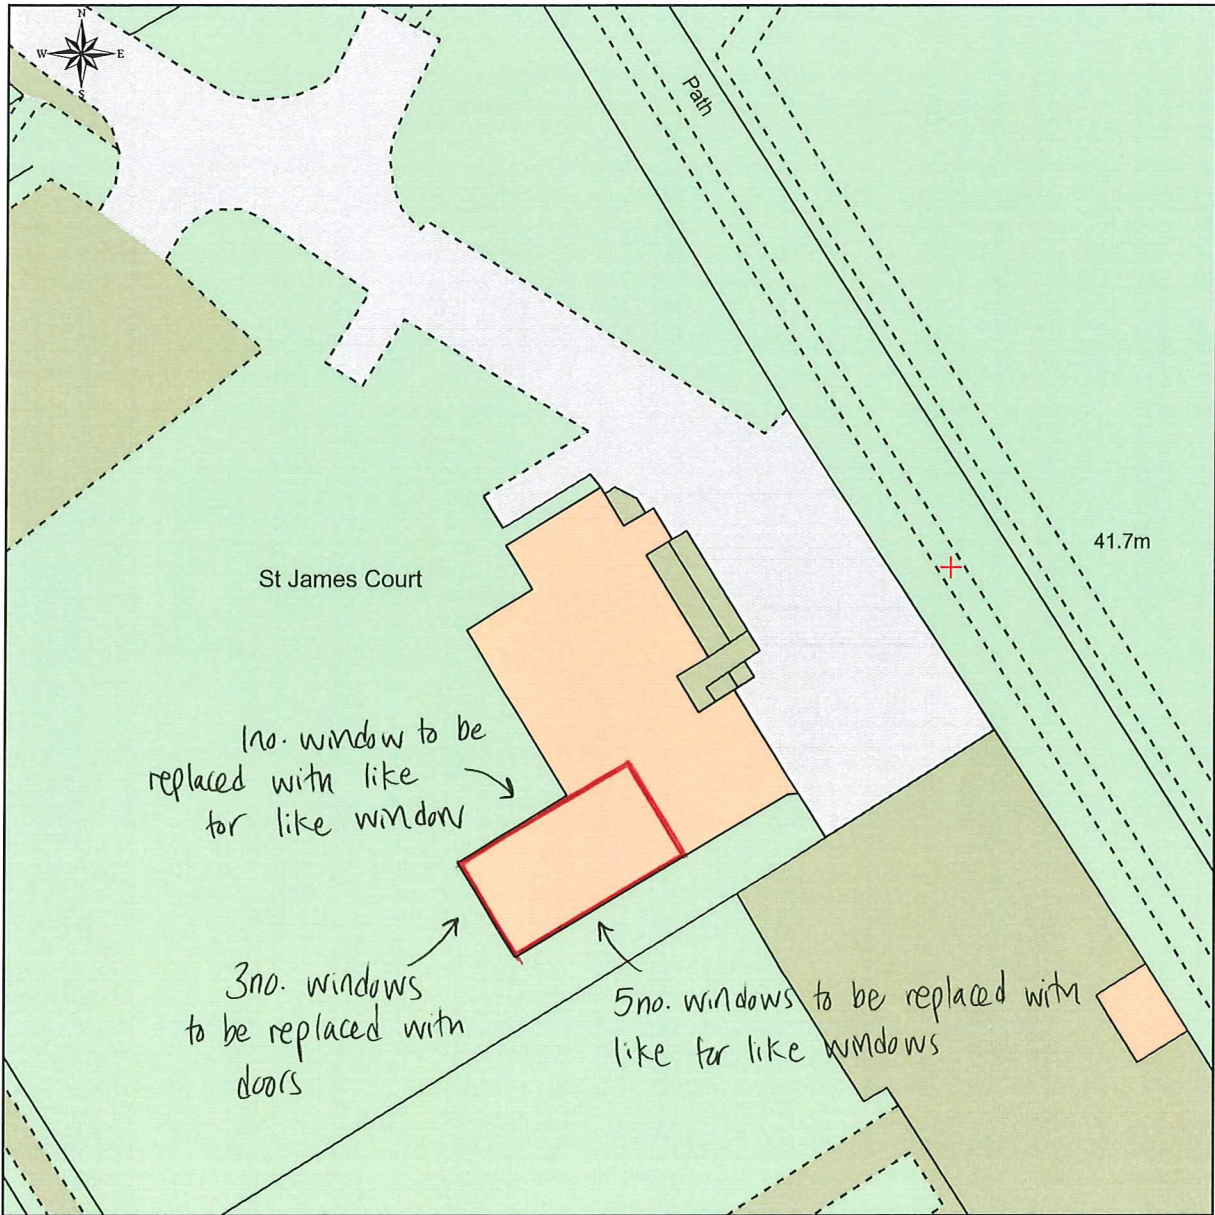 N
W E
S
Path
41.7m
St James Court
1no. window to be
replaced with like
for like window
3no. windows
to be replaced with
doors
5no. windows to be replaced with
like for like windows